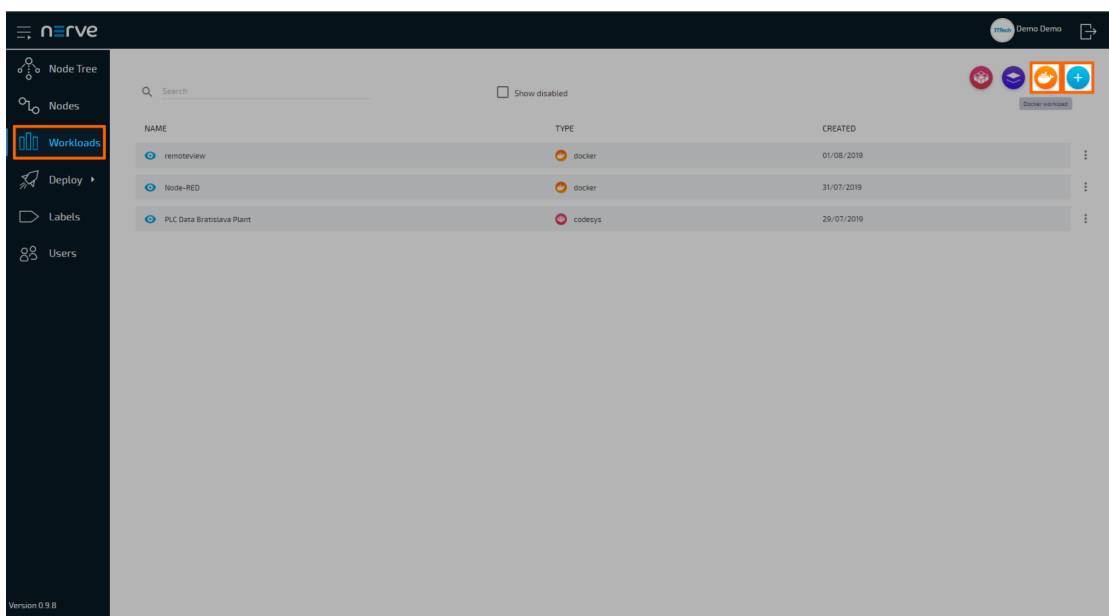 nerve
TTTech Demo Demo
Node Tree
Nodes
Workloads
Deploy
Labels
Users
Search
Show disabled
Docker workload
NAME TYPE CREATED
remoteview docker 01/08/2019
Node-RED docker 31/07/2019
PLC Data Bratislava Plant codesys 29/07/2019
Version 0.9.8